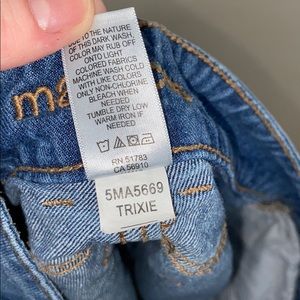 DUE TO THE NATURE
OF THIS DARK WASH,
COLOR MAY RUB OFF
ONTO LIGHT
COLORED FABRICS
MACHINE WASH COLD
WITH LIKE COLORS
ONLY NON-CHLORINE
BLEACH WHEN
NEEDED
TUMBLE DRY LOW
WARM IRON IF
NEEDED
RN 51783
CA 56910
5MA5669
TRIXIE